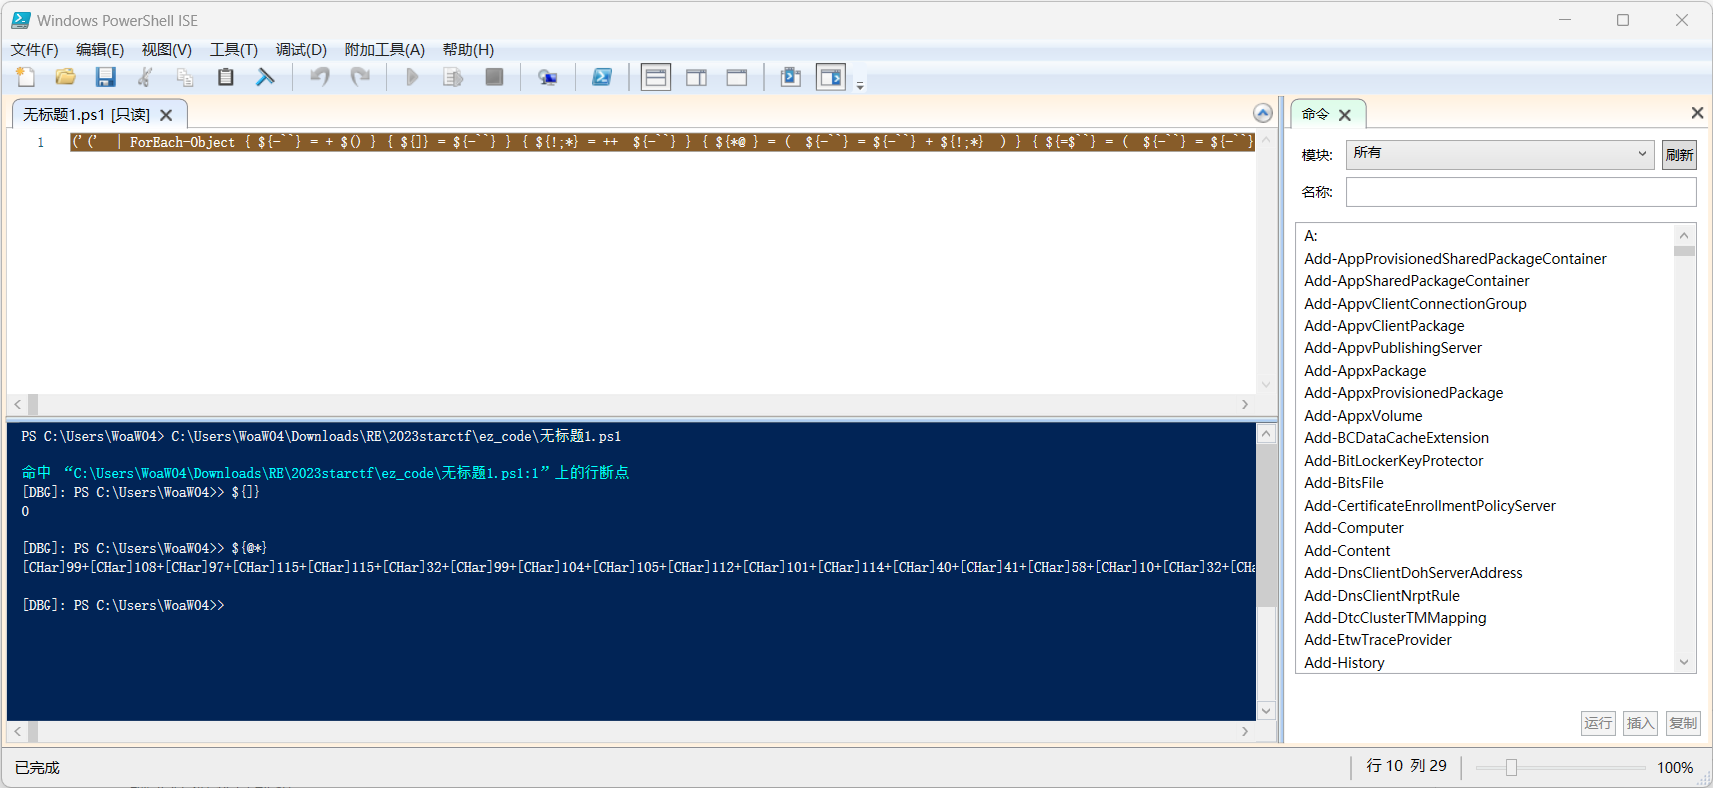 Windows PowerShell ISE
文件(F) 编辑(E) 视图(V) 工具(T) 调试(D) 附加工具(A) 帮助(H)
无标题1.ps1 [只读]
1 ('(' | ForEach-Object { ${-``} = + $() } { ${]} = ${-``} } { ${!;*} = ++ ${-``} } { ${*@ } = ( ${-``} = ${-``} + ${!;*} ) } { ${=$``} = ( ${-``} = ${-``}
PS C:\Users\WoaW04> C:\Users\WoaW04\Downloads\RE\2023starctf\ez_code\无标题1.ps1
命中 “C:\Users\WoaW04\Downloads\RE\2023starctf\ez_code\无标题1.ps1:1”上的行断点
[DBG]: PS C:\Users\WoaW04>> ${]}
0
[DBG]: PS C:\Users\WoaW04>> ${@*}
[CHar]99+[CHar]108+[CHar]97+[CHar]115+[CHar]115+[CHar]32+[CHar]99+[CHar]104+[CHar]105+[CHar]112+[CHar]101+[CHar]114+[CHar]40+[CHar]41+[CHar]58+[CHar]10+[CHar]32+[CHa
[DBG]: PS C:\Users\WoaW04>>
命令
模块: 所有 刷新
名称:
A:
Add-AppProvisionedSharedPackageContainer
Add-AppSharedPackageContainer
Add-AppvClientConnectionGroup
Add-AppvClientPackage
Add-AppvPublishingServer
Add-AppxPackage
Add-AppxProvisionedPackage
Add-AppxVolume
Add-BCDataCacheExtension
Add-BitLockerKeyProtector
Add-BitsFile
Add-CertificateEnrollmentPolicyServer
Add-Computer
Add-Content
Add-DnsClientDohServerAddress
Add-DnsClientNrptRule
Add-DtcClusterTMMapping
Add-EtwTraceProvider
Add-History
运行 插入 复制
已完成 行 10 列 29 100%